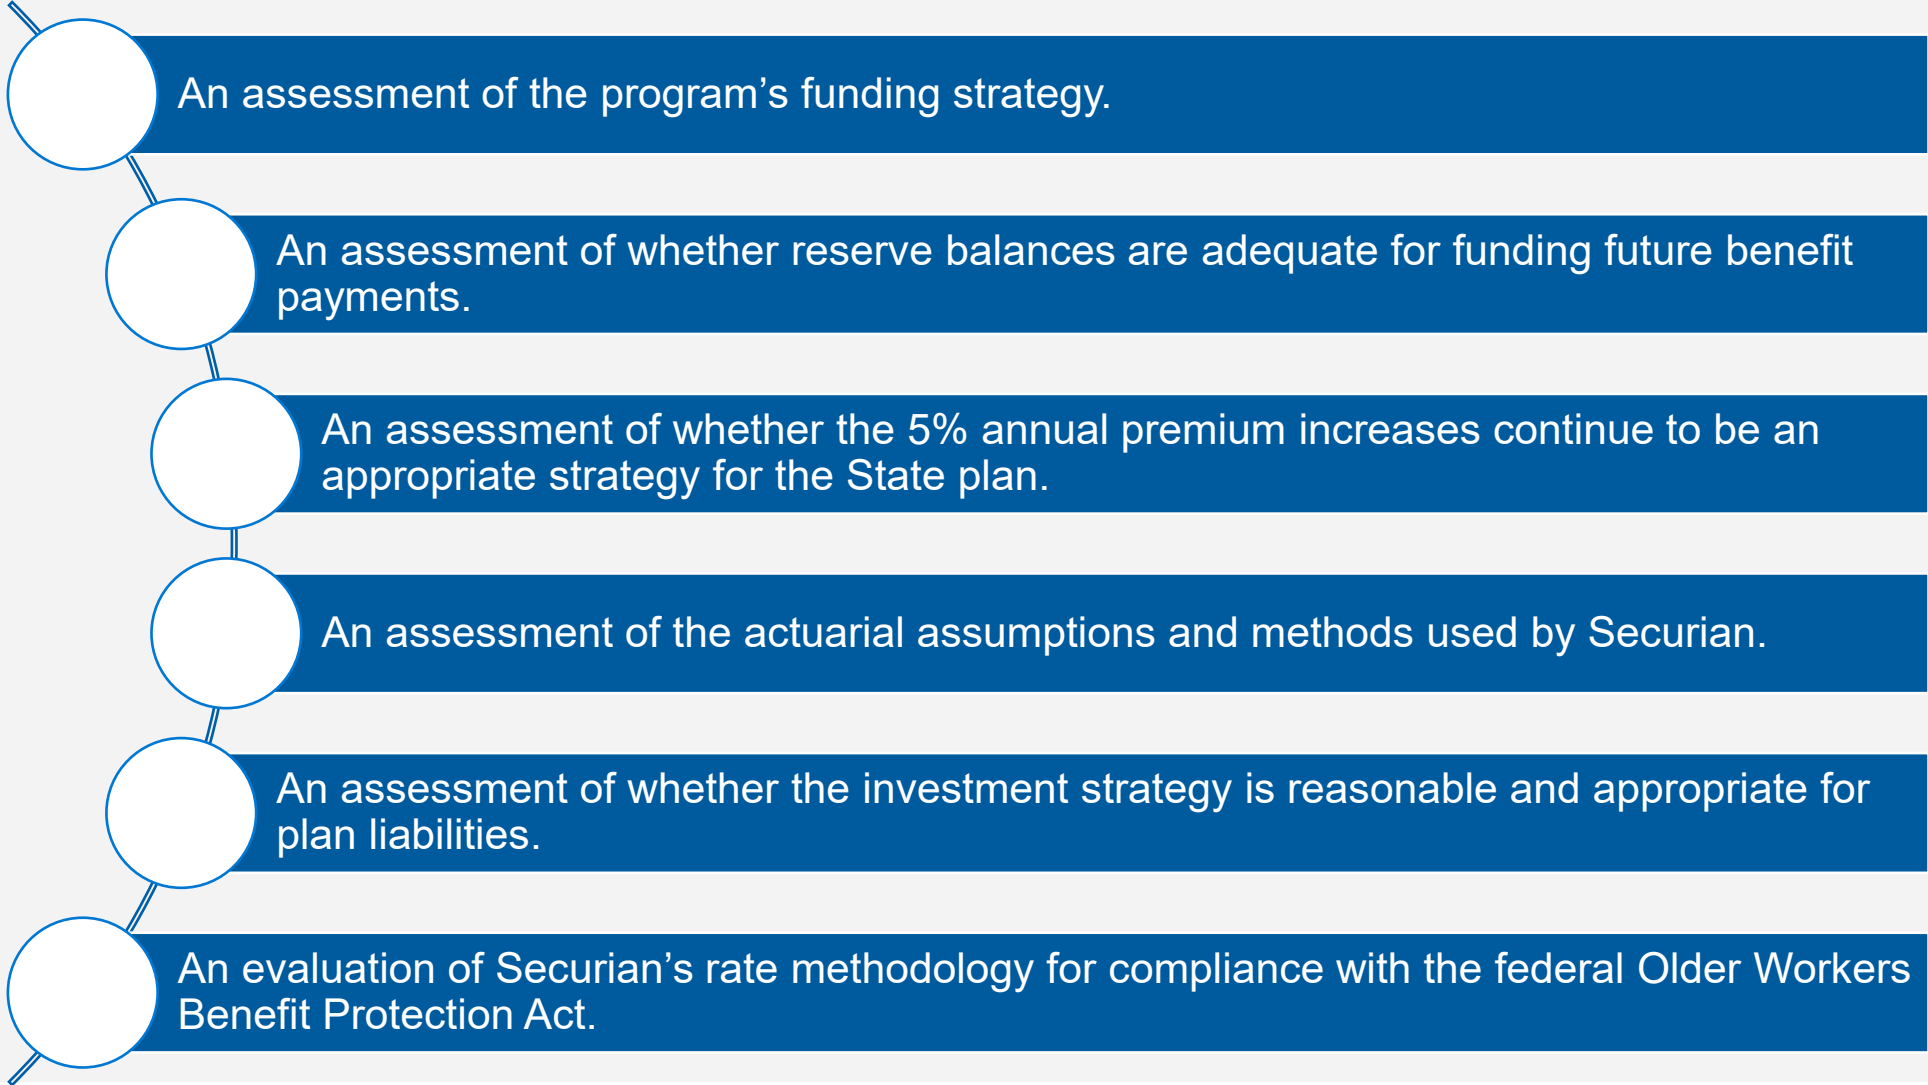 An assessment of the program’s funding strategy.
An assessment of whether reserve balances are adequate for funding future benefit
payments.
An assessment of whether the 5% annual premium increases continue to be an
appropriate strategy for the State plan.
An assessment of the actuarial assumptions and methods used by Securian.
An assessment of whether the investment strategy is reasonable and appropriate for
plan liabilities.
An evaluation of Securian’s rate methodology for compliance with the federal Older Workers
Benefit Protection Act.